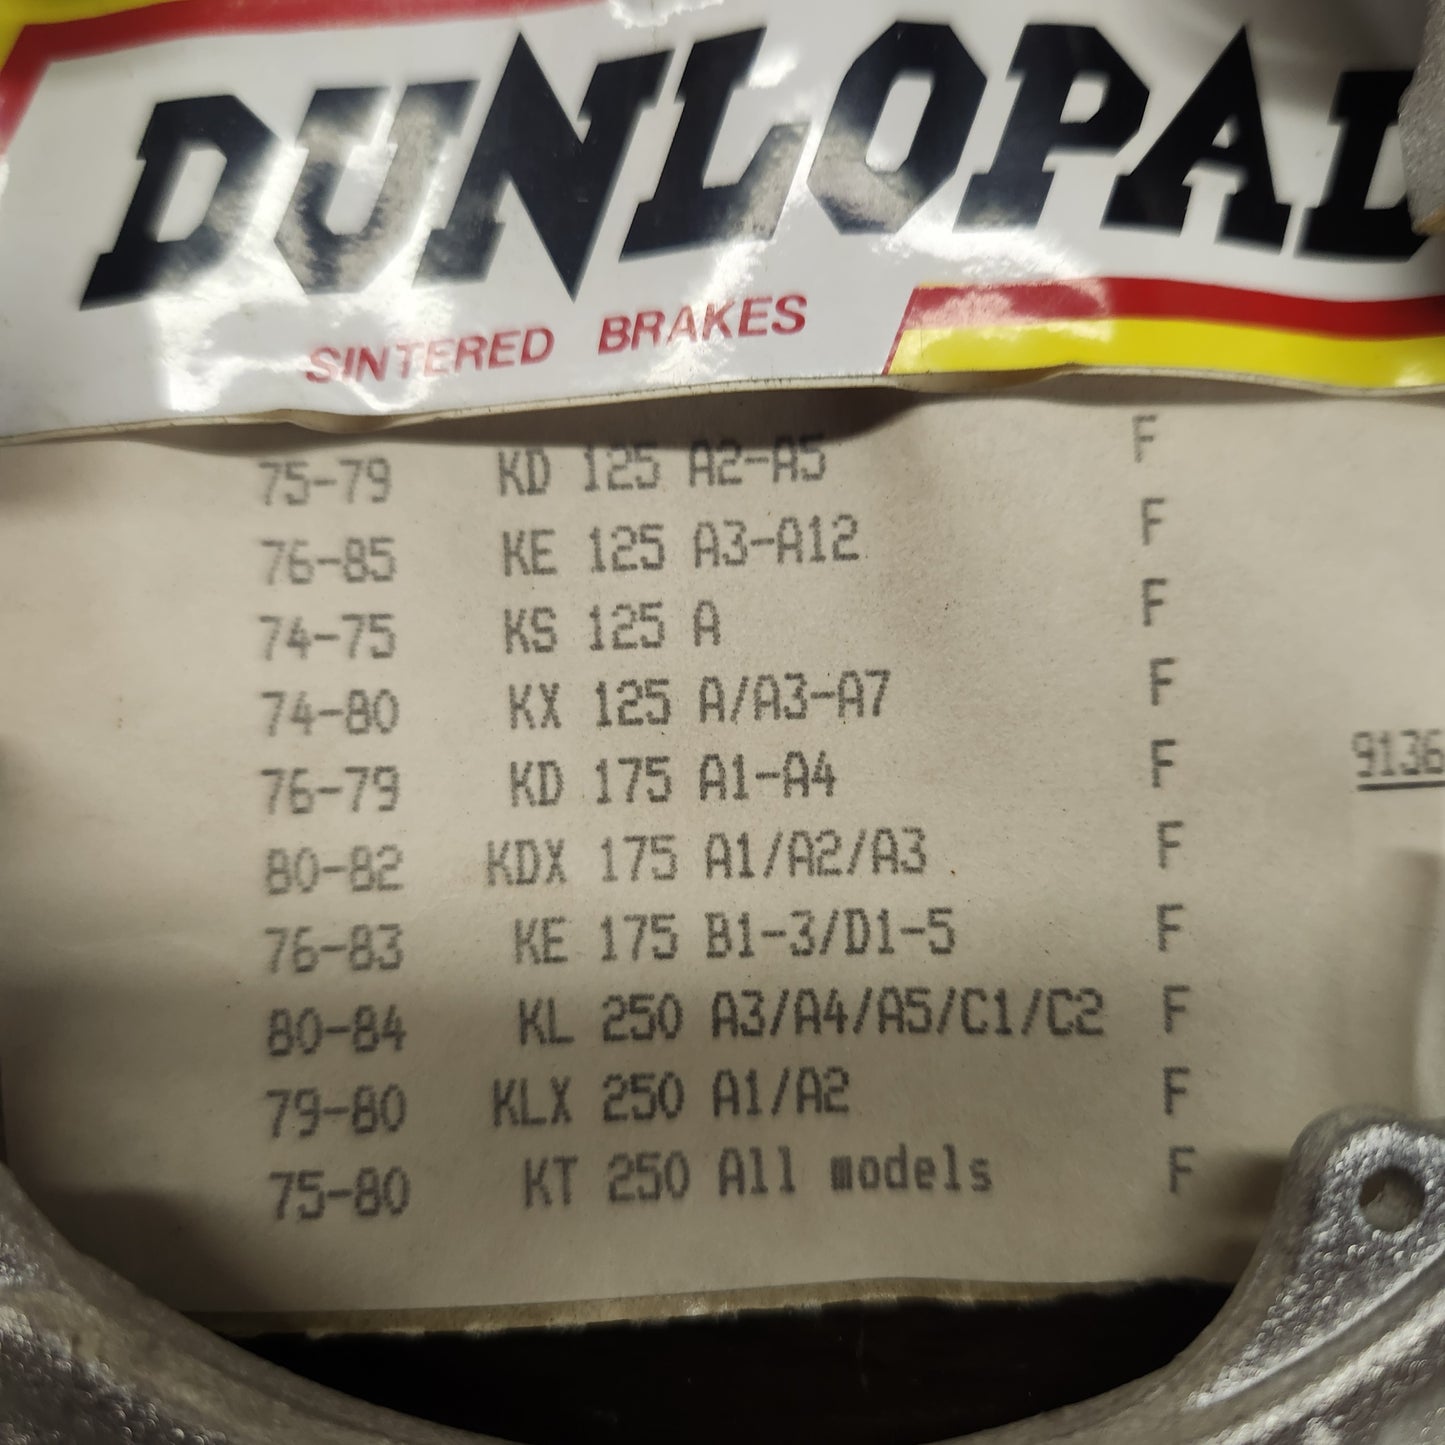 DUNLOPAD
SINTERED BRAKES
75-79 KD 125 A2-A5 F
76-85 KE 125 A3-A12 F
74-75 KS 125 A F
74-80 KX 125 A/A3-A7 F
76-79 KD 175 A1-A4 F
9136
80-82 KDX 175 A1/A2/A3 F
76-83 KE 175 B1-3/D1-5 F
80-84 KL 250 A3/A4/A5/C1/C2 F
79-80 KLX 250 A1/A2 F
75-80 KT 250 All models F